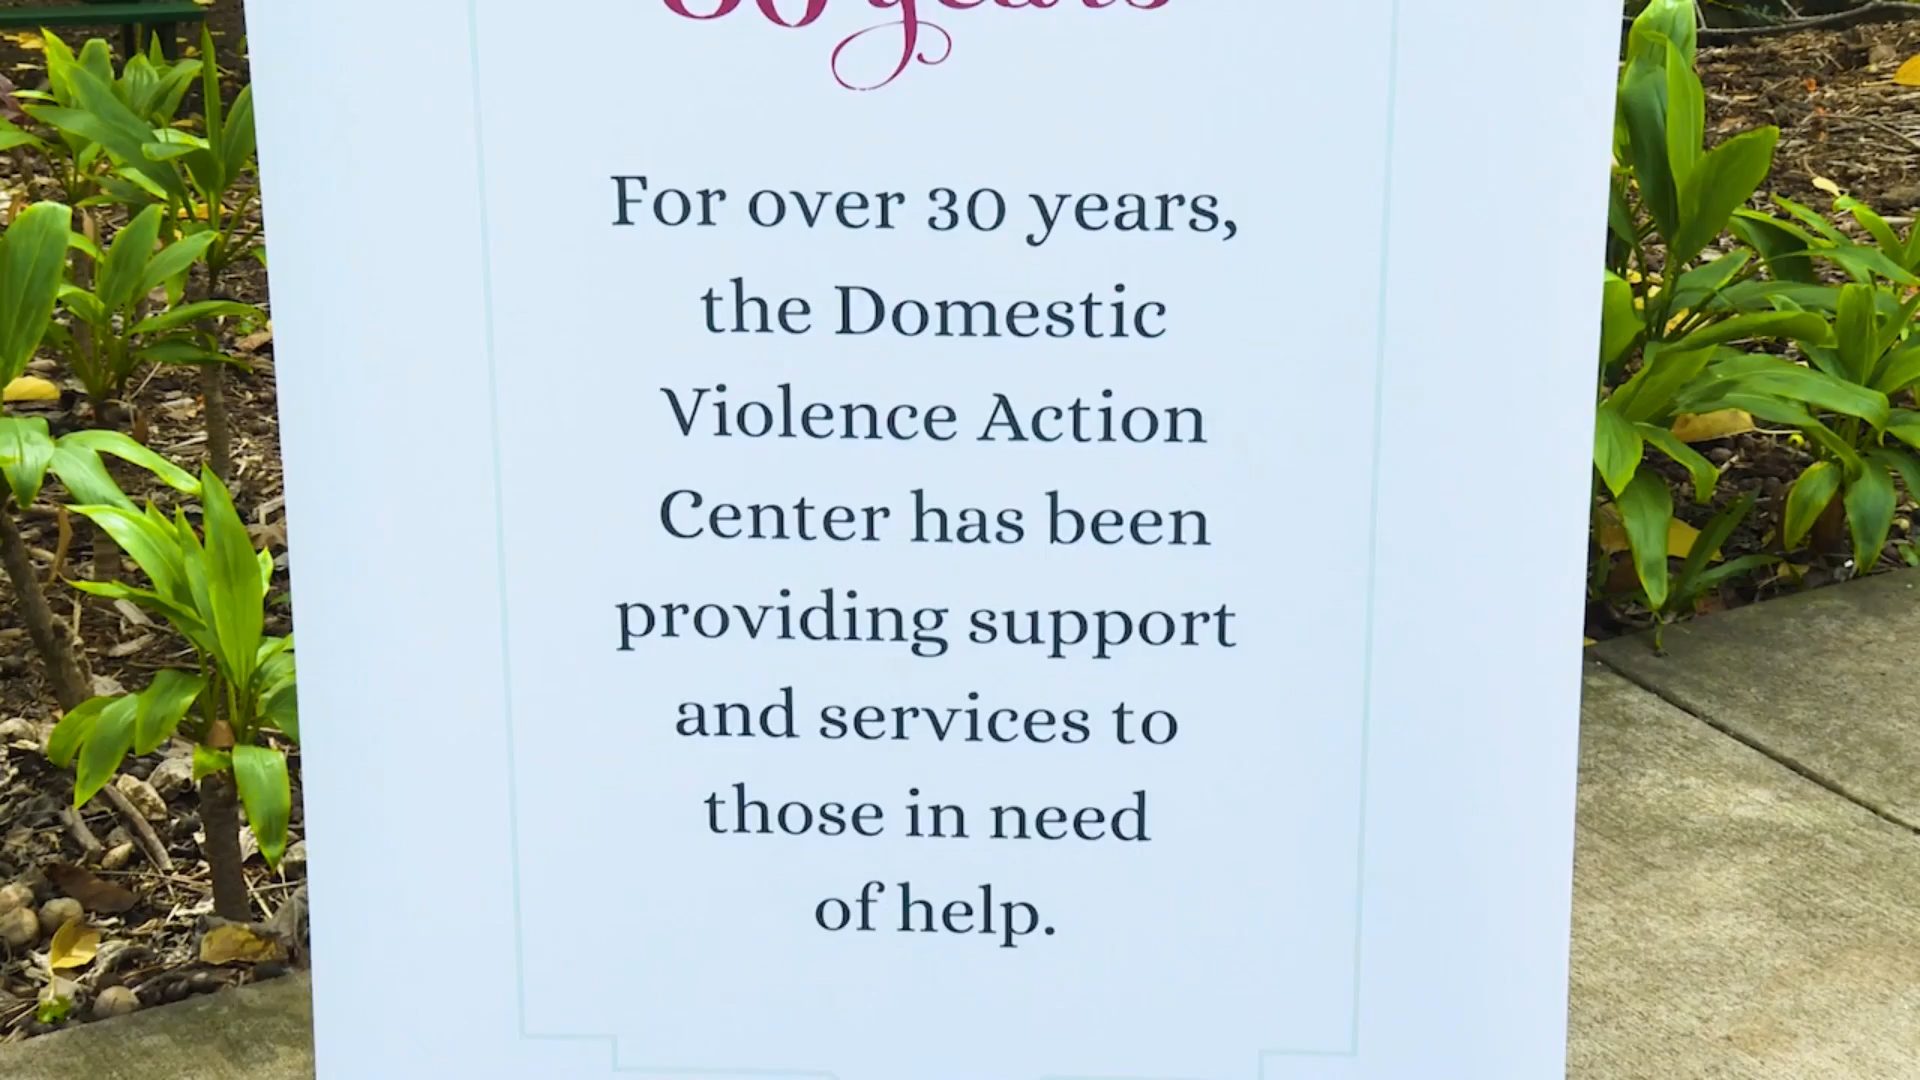 30 years
For over 30 years,
the Domestic
Violence Action
Center has been
providing support
and services to
those in need
of help.